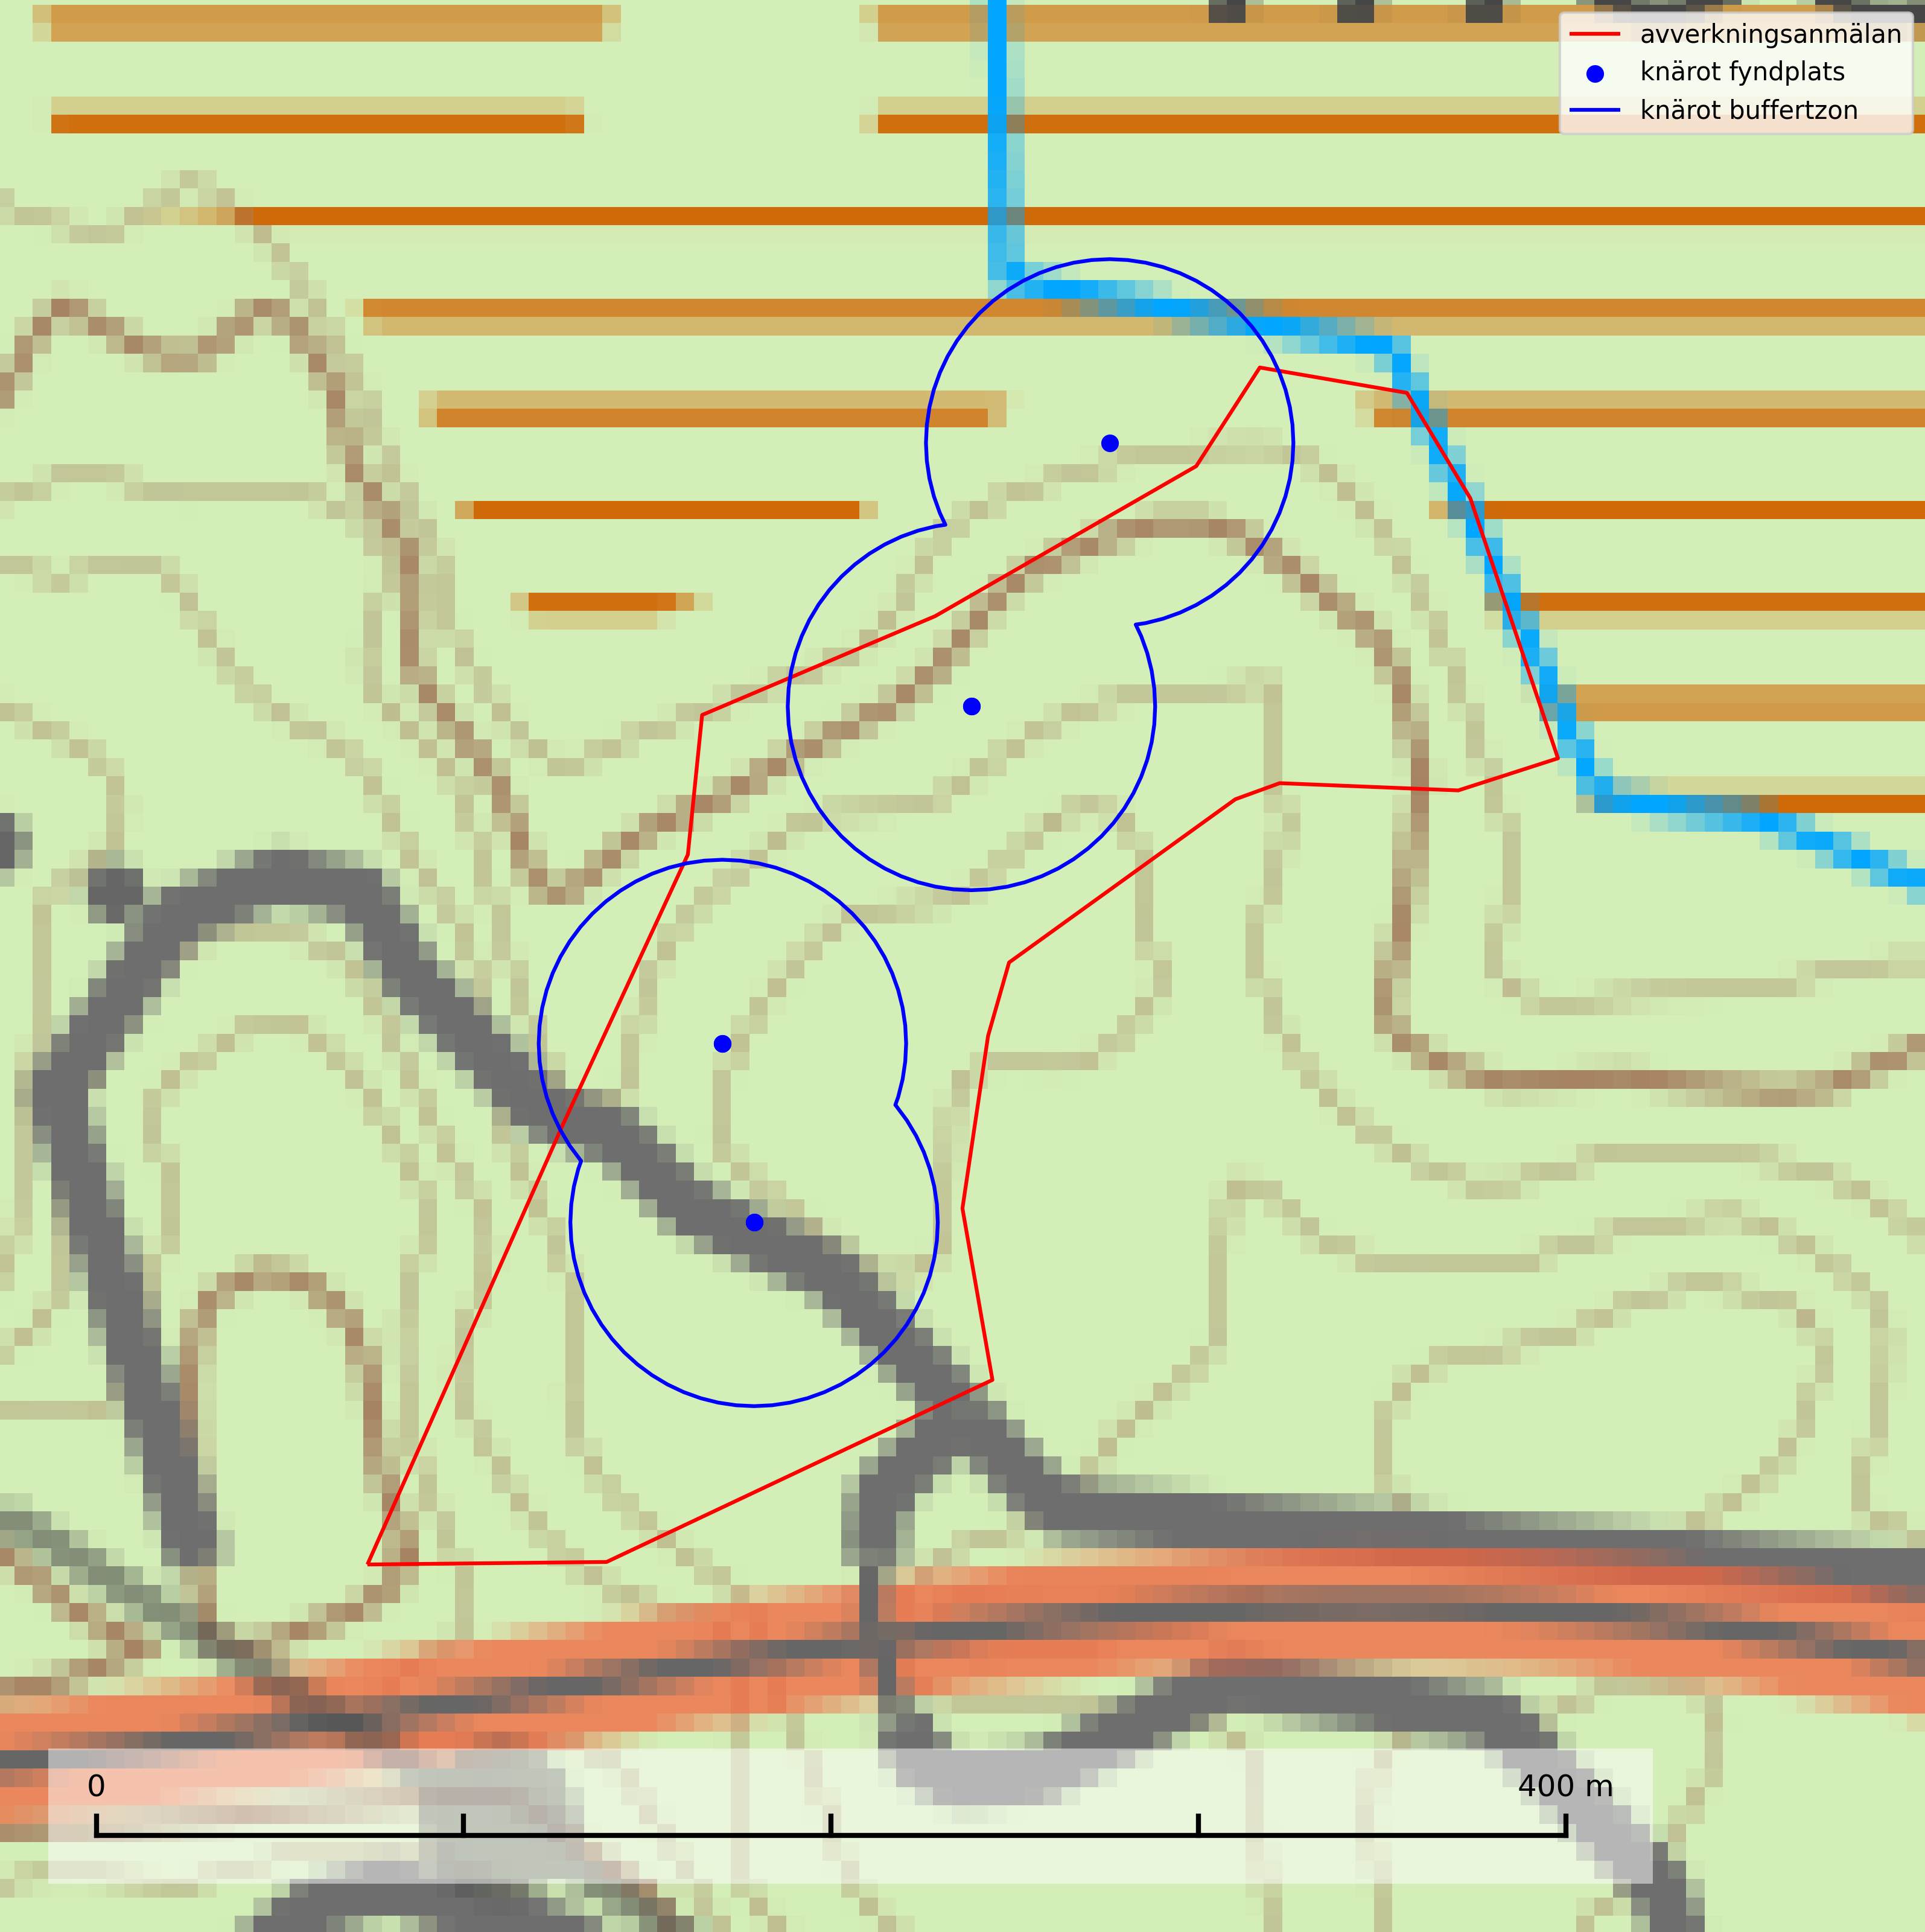 avverkningsanmälan
knärot fyndplats
knärot buffertzon
0
400 m